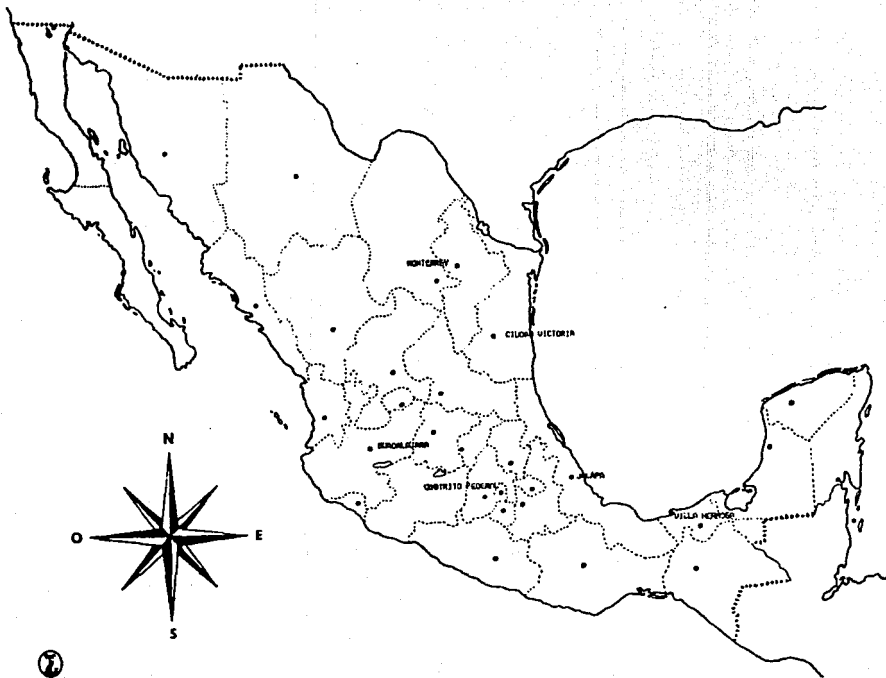 MONTERREY
CIUDAD VICTORIA
N
GUADALAJARA
JALAPA
DISTRITO FEDERAL
VILLA HERMOSA
O
E
S